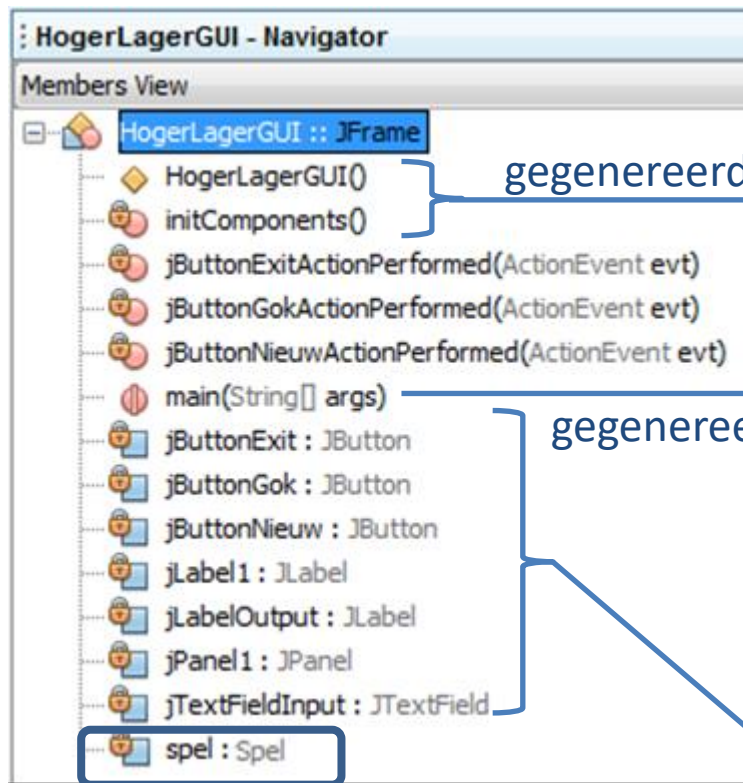 HogerLagerGUI - Navigator
Members View
HogerLagerGUI :: JFrame
HogerLagerGUI()
gegenereerd
initComponents()
jButtonExitActionPerformed(ActionEvent evt)
jButtonGokActionPerformed(ActionEvent evt)
jButtonNieuwActionPerformed(ActionEvent evt)
main(String[] args)
jButtonExit : JButton
jButtonGok : JButton
jButtonNieuw : JButton
jLabel1 : JLabel
jLabelOutput : JLabel
jPanel1 : JPanel
jTextFieldInput : JTextField
spel : Spel